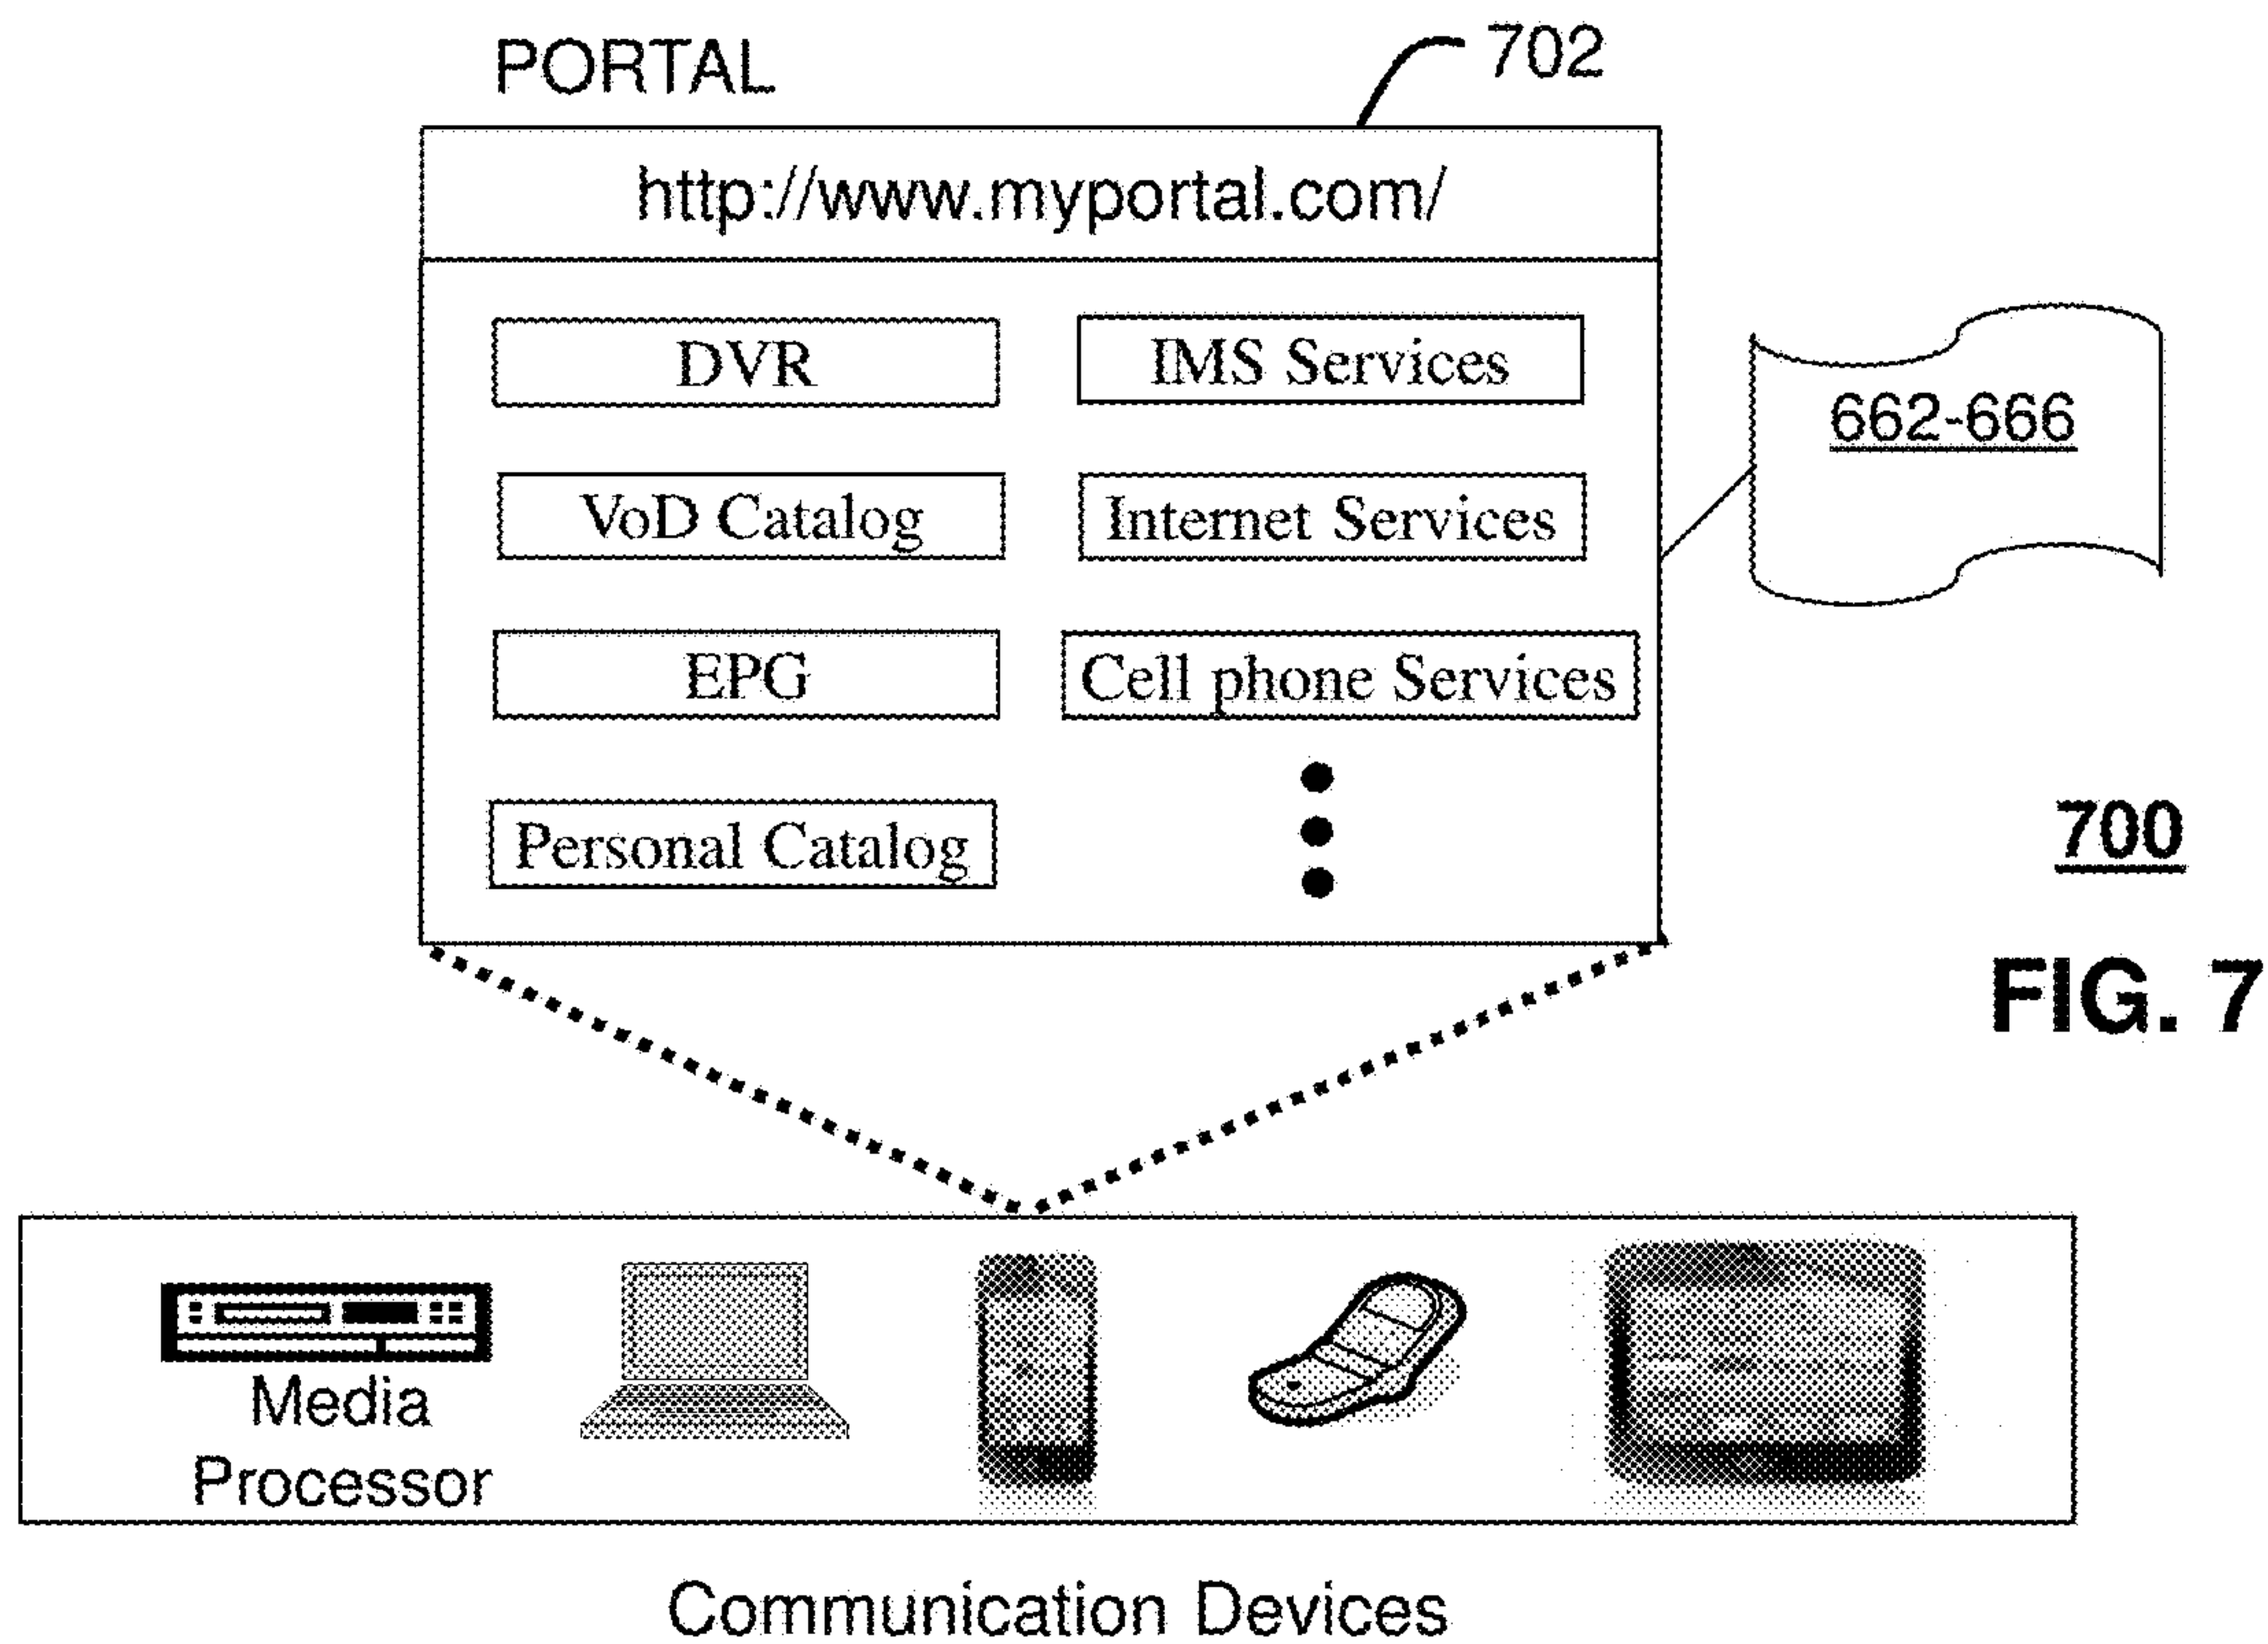 PORTAL
702
http://www.myportal.com/
DVR
IMS Services
662-666
VoD Catalog
Internet Services
EPG
Cell phone Services
Personal Catalog
700
FIG. 7
Media
Processor
Communication Devices